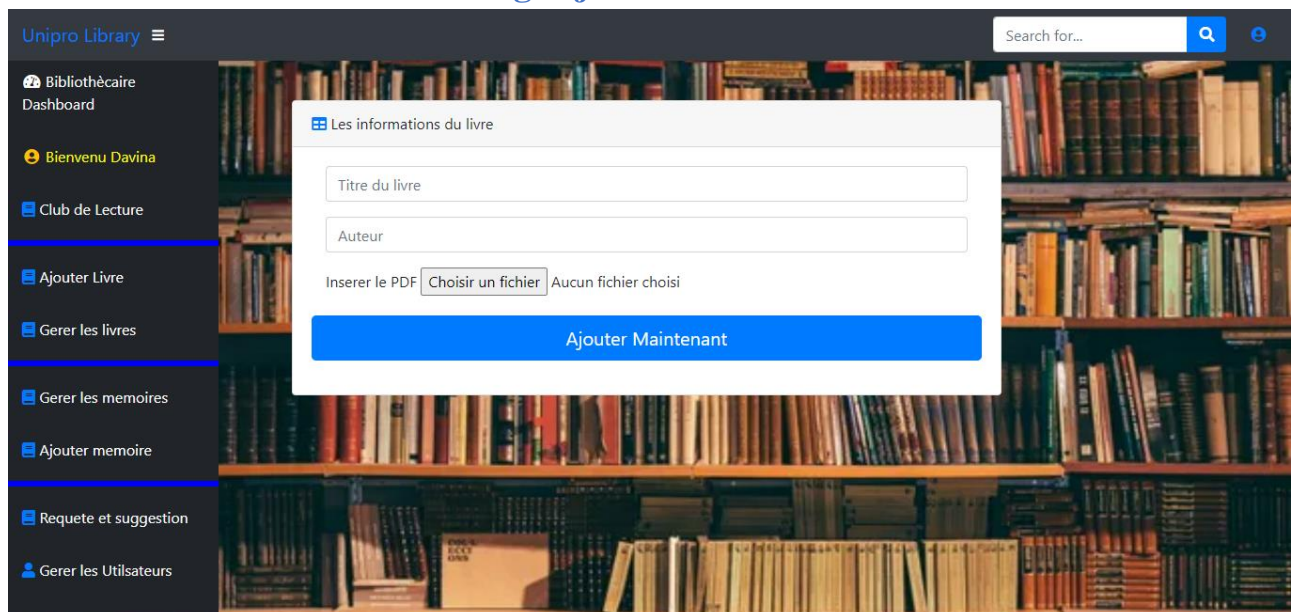 Unipro Library
Search for...
Bibliothècaire
Dashboard
Bienvenu Davina
Club de Lecture
Ajouter Livre
Gerer les livres
Gerer les memoires
Ajouter memoire
Requete et suggestion
Gerer les Utilsateurs
Les informations du livre
Titre du livre
Auteur
Inserer le PDF Choisir un fichier Aucun fichier choisi
Ajouter Maintenant